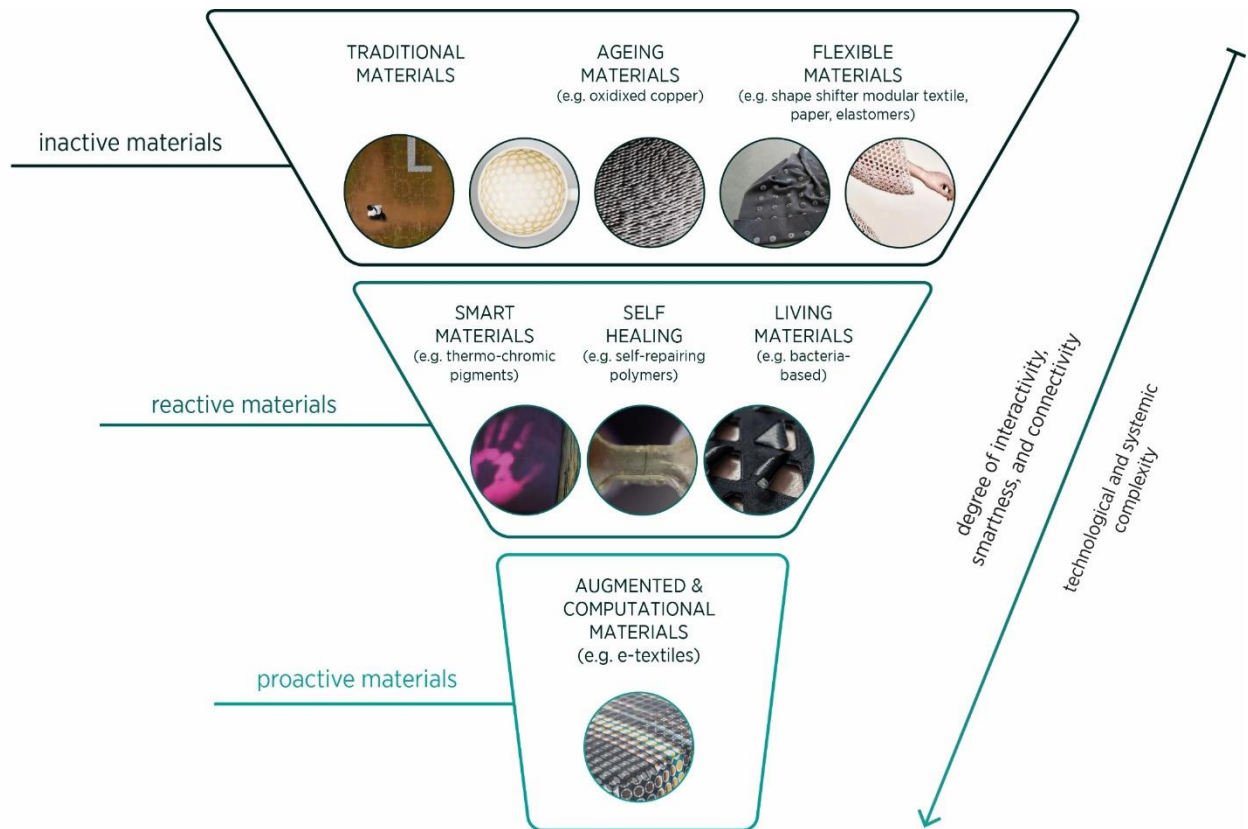 TRADITIONAL
MATERIALS
AGEING
MATERIALS
(e.g. oxidixed copper)
FLEXIBLE
MATERIALS
(e.g. shape shifter modular textile,
paper, elastomers)
inactive materials
L
SMART
MATERIALS
(e.g. thermo-chromic
pigments)
SELF
HEALING
(e.g. self-repairing
polymers)
LIVING
MATERIALS
(e.g. bacteria-
based)
reactive materials
AUGMENTED &
COMPUTATIONAL
MATERIALS
(e.g. e-textiles)
proactive materials
degree of interactivity,
smartness, and connectivity
technological and systemic
complexity